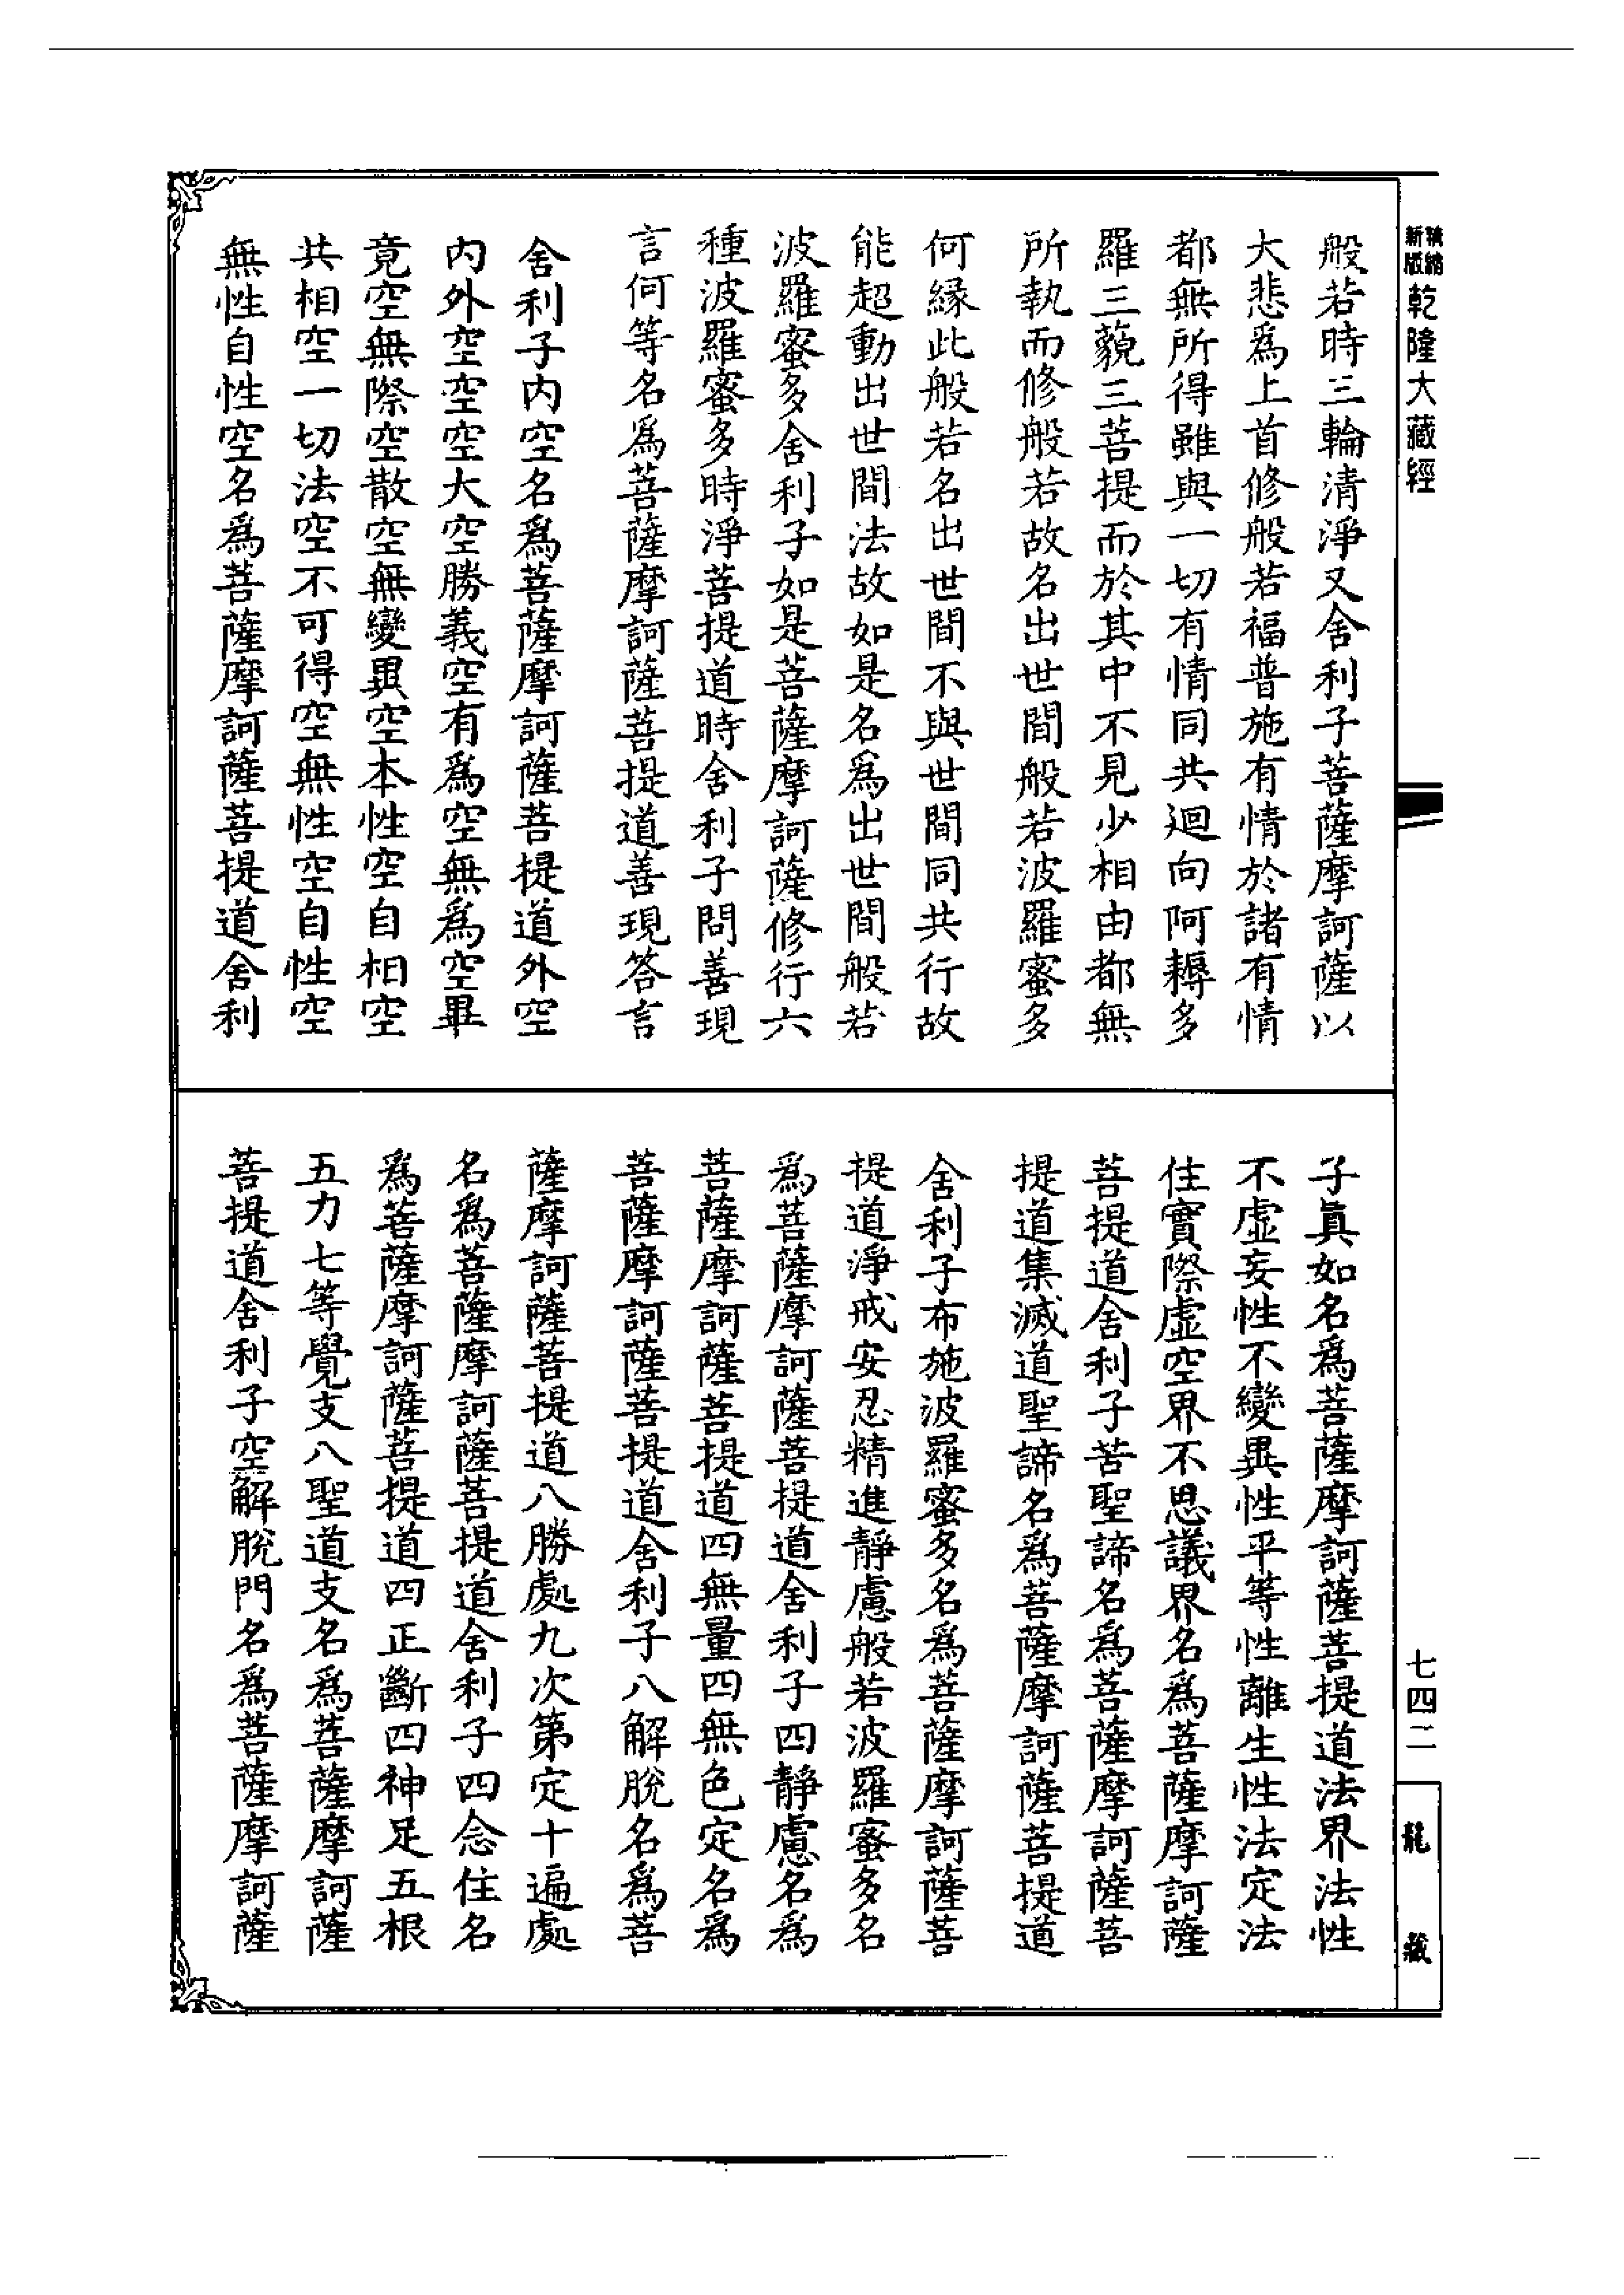 新版精縮乾隆大藏經
般若時三輪清淨又舍利子菩薩摩訶薩以
大悲爲上首修般若福普施有情於諸有情
都無所得雖與一切有情同共迴向阿耨多
羅三藐三菩提而於其中不見少相由都無
所執而修般若故名出世間般若波羅蜜多
何緣此般若名出世間不與世間同共行故
能超動出世間法故如是名爲出世間般若
波羅蜜多舍利子如是菩薩摩訶薩修行六
種波羅蜜多時淨菩提道時舍利子問善現
言何等名爲菩薩摩訶薩菩提道善現答言
舍利子內空名爲菩薩摩訶薩菩提道外空
內外空空空大空勝義空有爲空無爲空畢
竟空無際空散空無變異空本性空自相空
共相空一切法空不可得空無性空自性空
無性自性空名爲菩薩摩訶薩菩提道舍利
子眞如名爲菩薩摩訶薩菩提道法界法性
不虛妄性不變異性平等性離生性法定法
住實際虛空界不思議界名爲菩薩摩訶薩
菩提道舍利子苦聖諦名爲菩薩摩訶薩菩
提道集滅道聖諦名爲菩薩摩訶薩菩提道
舍利子布施波羅蜜多名爲菩薩摩訶薩菩
提道淨戒安忍精進靜慮般若波羅蜜多名
爲菩薩摩訶薩菩提道舍利子四靜慮名爲
菩薩摩訶薩菩提道四無量四無色定名爲
菩薩摩訶薩菩提道舍利子八解脫名爲菩
薩摩訶薩菩提道八勝處九次第定十遍處
名爲菩薩摩訶薩菩提道舍利子四念住名
爲菩薩摩訶薩菩提道四正斷四神足五根
五力七等覺支八聖道支名爲菩薩摩訶薩
菩提道舍利子空解脫門名爲菩薩摩訶薩
七四二
龍藏